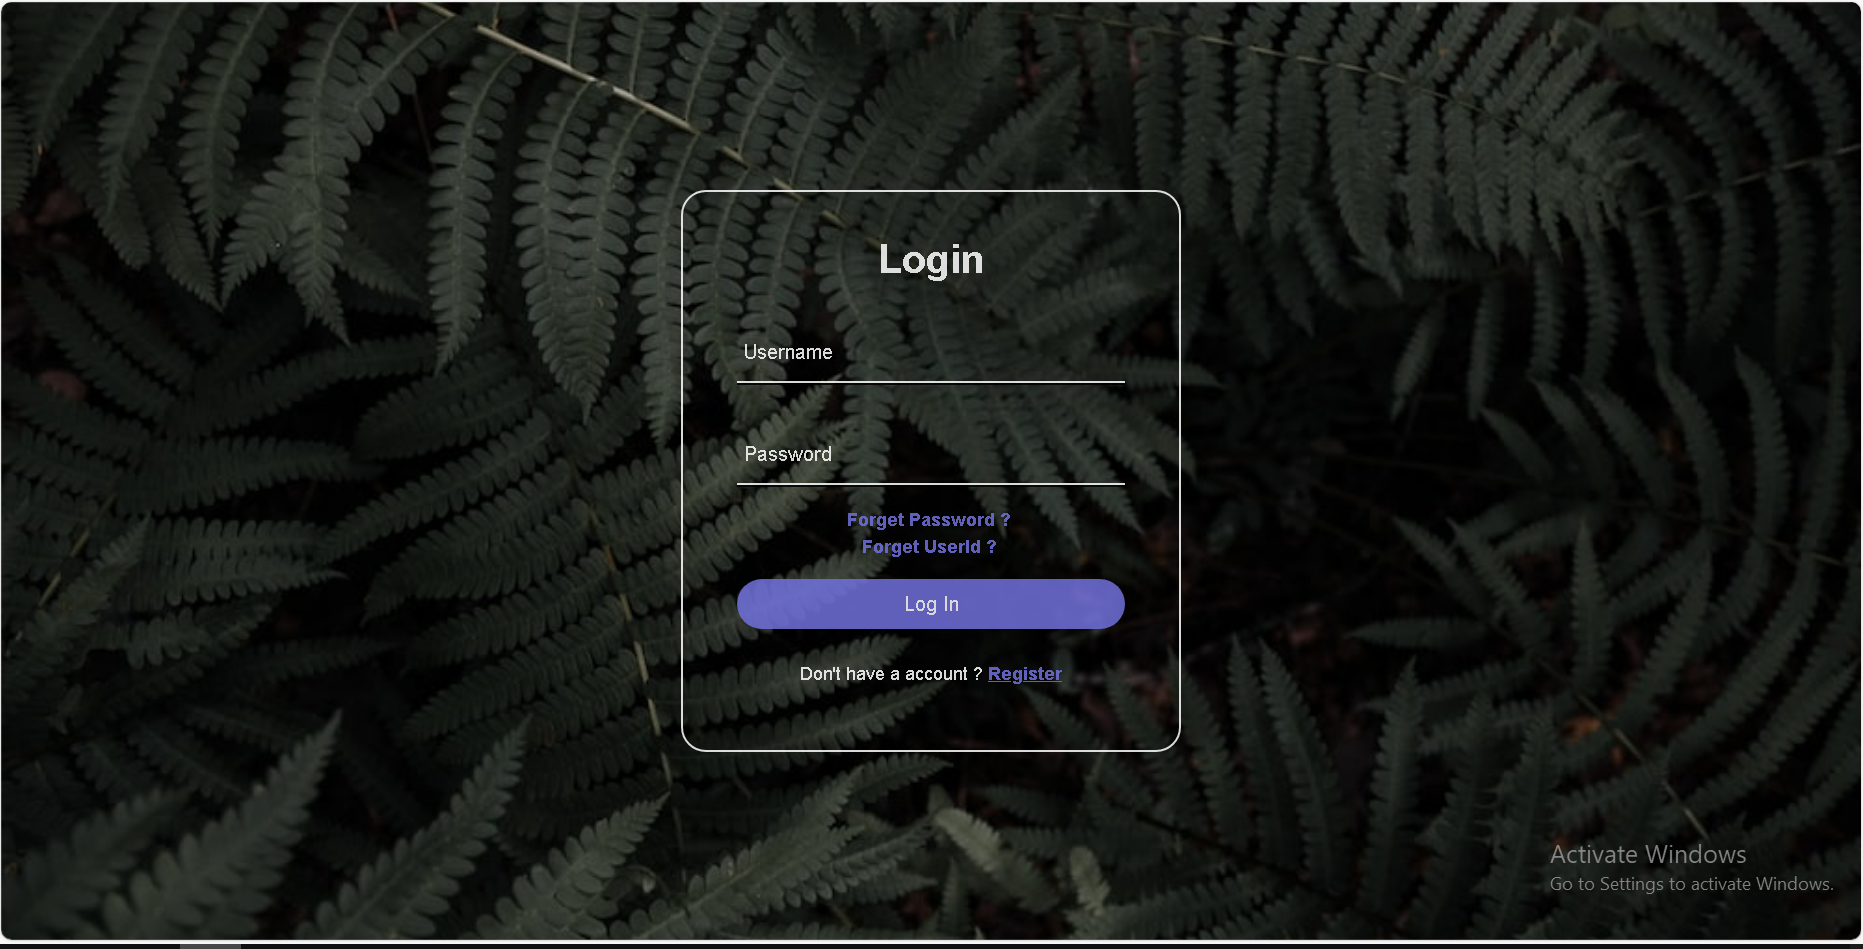 Login
Username
Password
Forget Password ?
Forget UserId ?
Log In
Don't have a account ? Register
Activate Windows
Go to Settings to activate Windows.